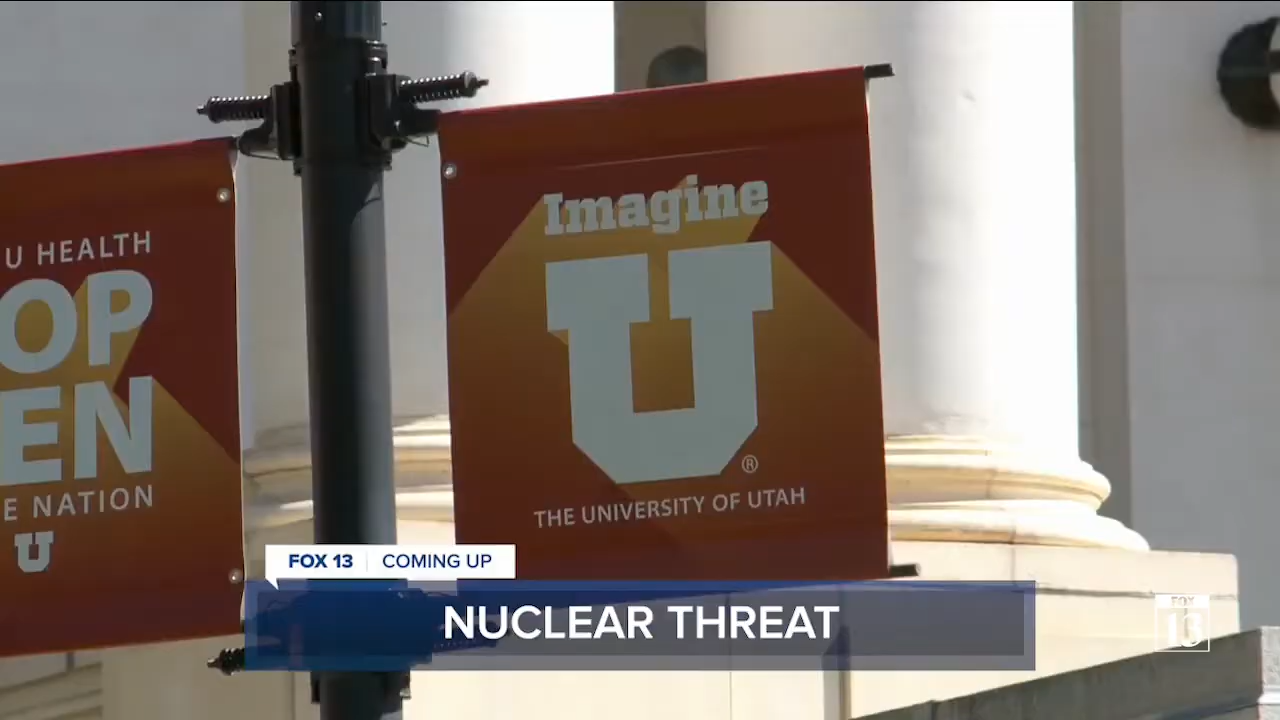 U HEALTH
OP
EN
E NATION
U
Imagine
U
®
THE UNIVERSITY OF UTAH
FOX 13 | COMING UP
NUCLEAR THREAT
FOX
13